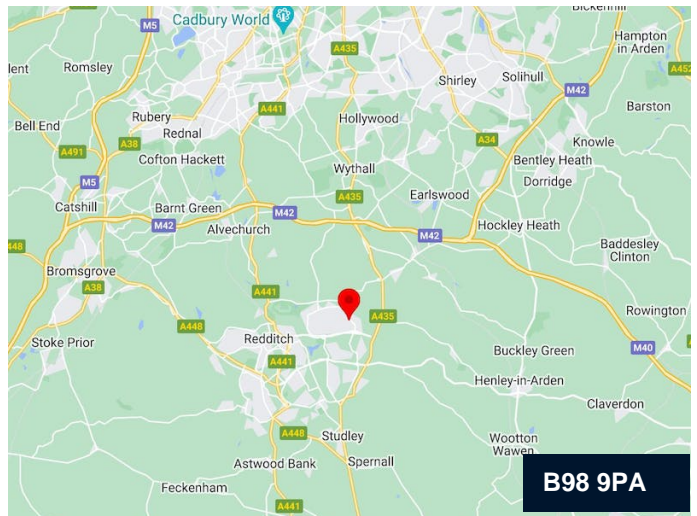 Cadbury World
Bickenhill
M5
A435
Hampton
in Arden
lent
Romsley
Shirley
Solihull
A452
M42
A441
Rubery
Barston
Hollywood
Bell End
A38
Rednal
A34
Knowle
A491
Cofton Hackett
Wythall
Bentley Heath
M5
Dorridge
Catshill
Barnt Green
A435
Earlswood
M42
M42
Hockley Heath
Alvechurch
M42
448
Baddesley
Clinton
Bromsgrove
A38
A441
Rowington
A448
A435
Stoke Prior
Redditch
M40
A441
Buckley Green
Henley-in-Arden
Claverdon
A448
Studley
Wootton
Wawen
Astwood Bank
Spernall
B98 9PA
Feckenham
A441